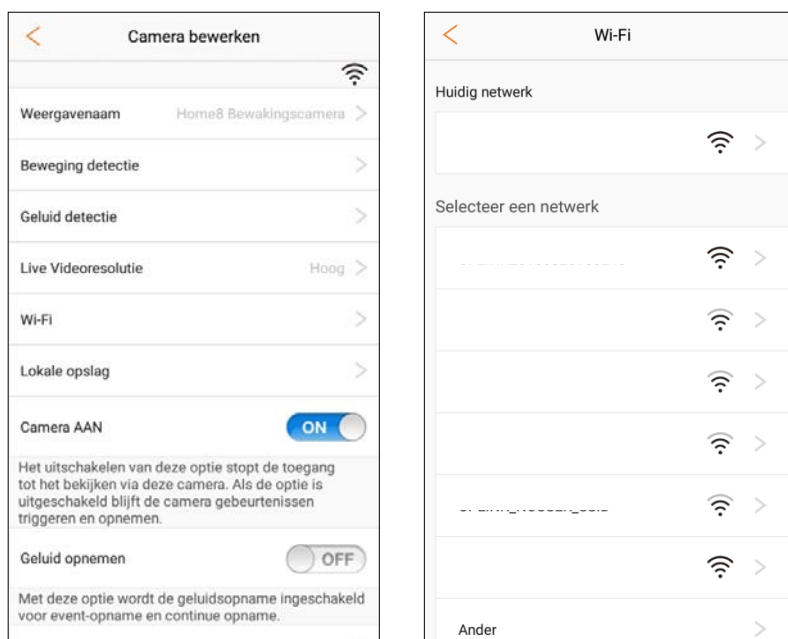 Camera bewerken
Weergavenaam Home8 Bewakingscamera
Beweging detectie
Geluid detectie
Live Videoresolutie Hoog
Wi-Fi
Lokale opslag
Camera AAN ON
Het uitschakelen van deze optie stopt de toegang
tot het bekijken via deze camera. Als de optie is
uitgeschakeld blijft de camera gebeurtenissen
triggeren en opnemen.
Geluid opnemen OFF
Met deze optie wordt de geluidsopname ingeschakeld
voor event-opname en continue opname.
Wi-Fi
Huidig netwerk
Selecteer een netwerk
Ander